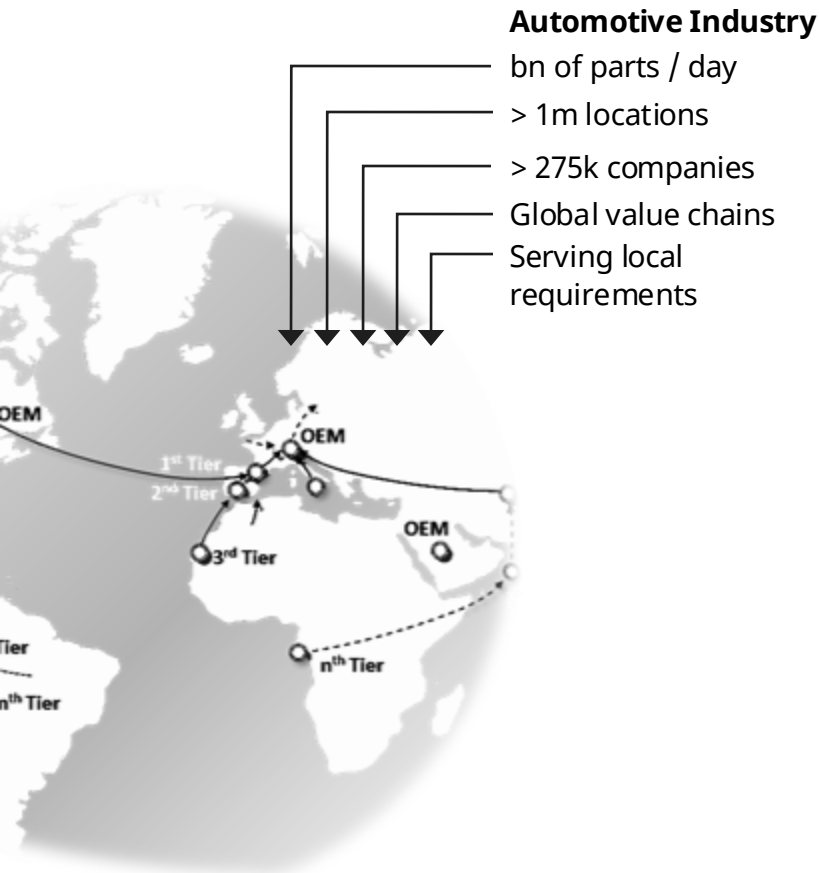 Automotive Industry
bn of parts / day
> 1m locations
> 275k companies
Global value chains
Serving local
requirements
OEM
OEM
1st Tier
2nd Tier
OEM
3rd Tier
Tier
nth Tier
nth Tier